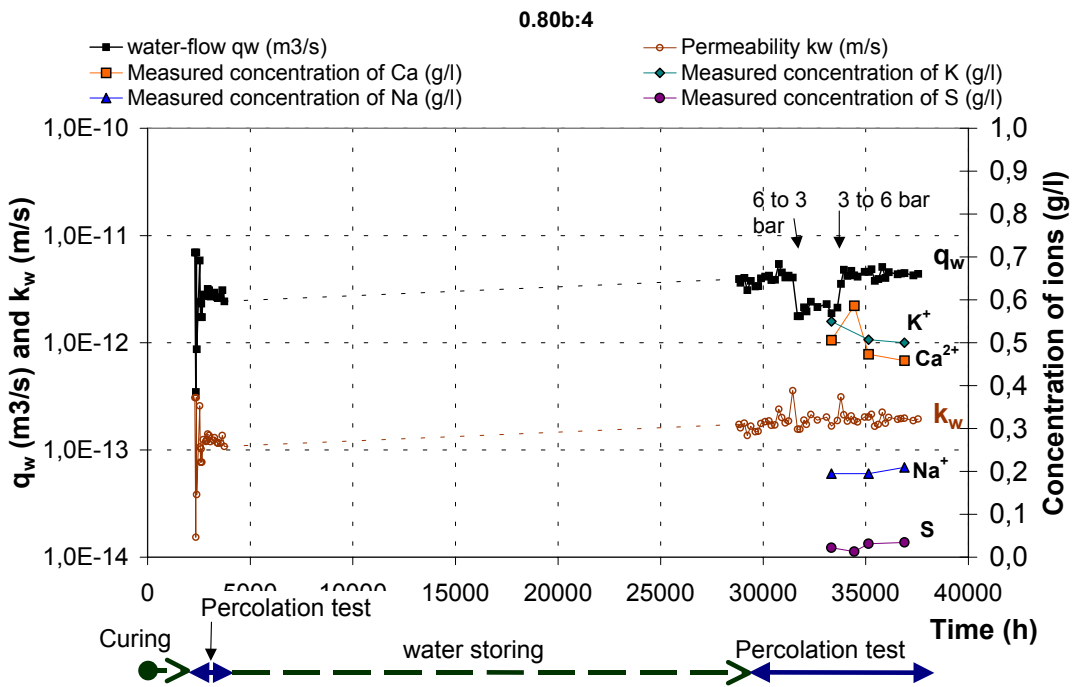 0.80b:4
water-flow qw (m3/s)
Permeability kw (m/s)
Measured concentration of Ca (g/l)
Measured concentration of K (g/l)
Measured concentration of Na (g/l)
Measured concentration of S (g/l)
q_w (m3/s) and k_w (m/s)
1,0E-10
1,0E-11
1,0E-12
1,0E-13
1,0E-14
6 to 3
bar
3 to 6 bar
q_w
K⁺
Ca²⁺
k_w
Na⁺
S
Concentration of ions (g/l)
1,0
0,9
0,8
0,7
0,6
0,5
0,4
0,3
0,2
0,1
0,0
0 5000 10000 15000 20000 25000 30000 35000 40000
Time (h)
Curing
Percolation test
water storing
Percolation test